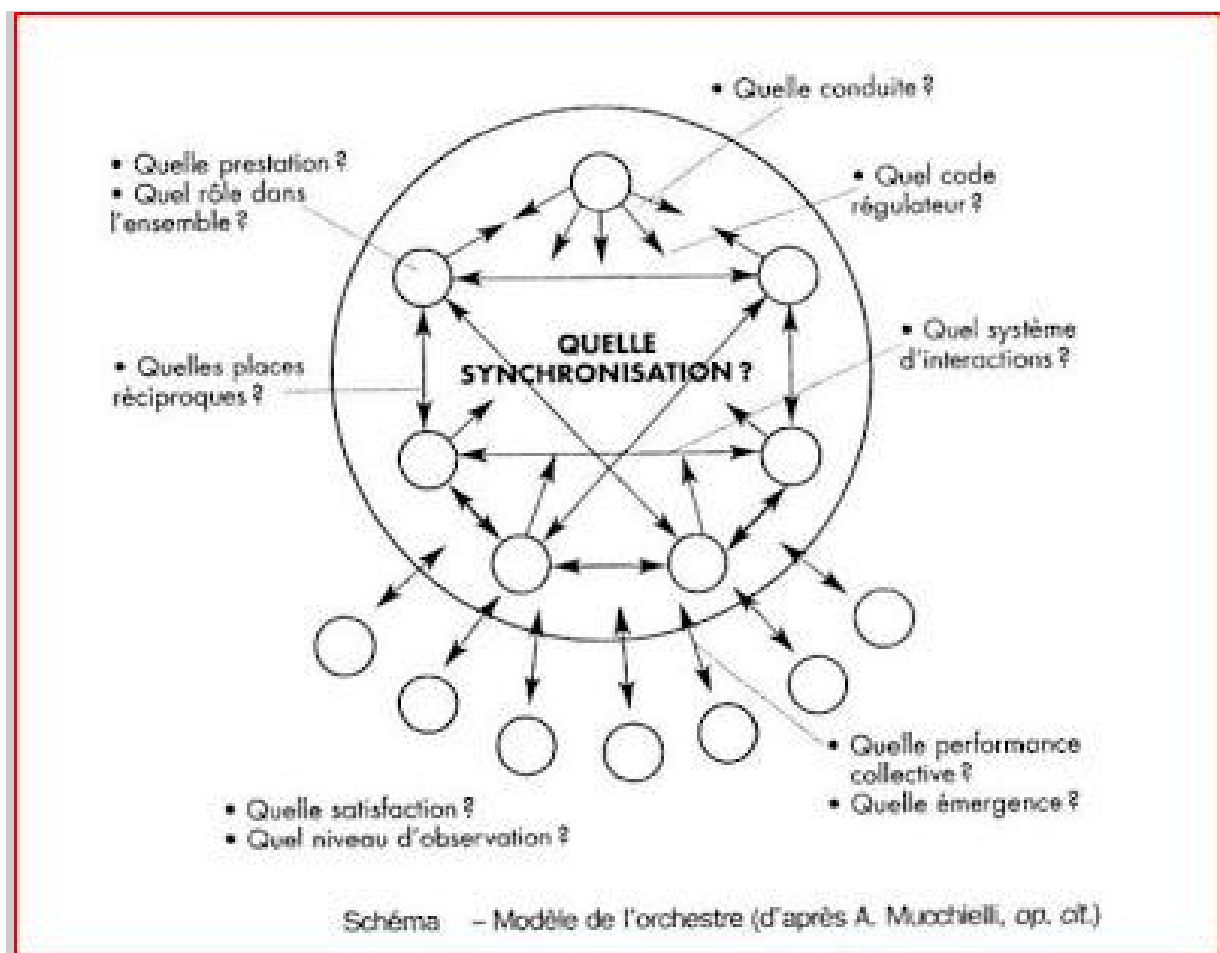 • Quelle conduite ?
• Quelle prestation ?
• Quel rôle dans
l'ensemble ?
• Quel code
régulateur ?
• Quel système
d'interactions ?
QUELLE
SYNCHRONISATION ?
• Quelles places
réciproques ?
• Quelle performance
collective ?
• Quelle émergence ?
• Quelle satisfaction ?
• Quel niveau d'observation ?
Schéma – Modèle de l'orchestre (d'après A. Mucchielli, op. cit.)